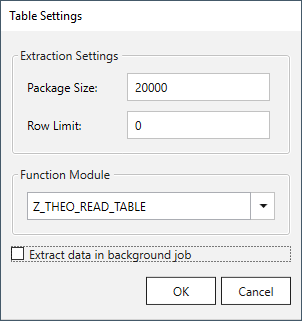 Table Settings
Extraction Settings
Package Size: 20000
Row Limit: 0
Function Module
Z_THEO_READ_TABLE
Extract data in background job
OK Cancel